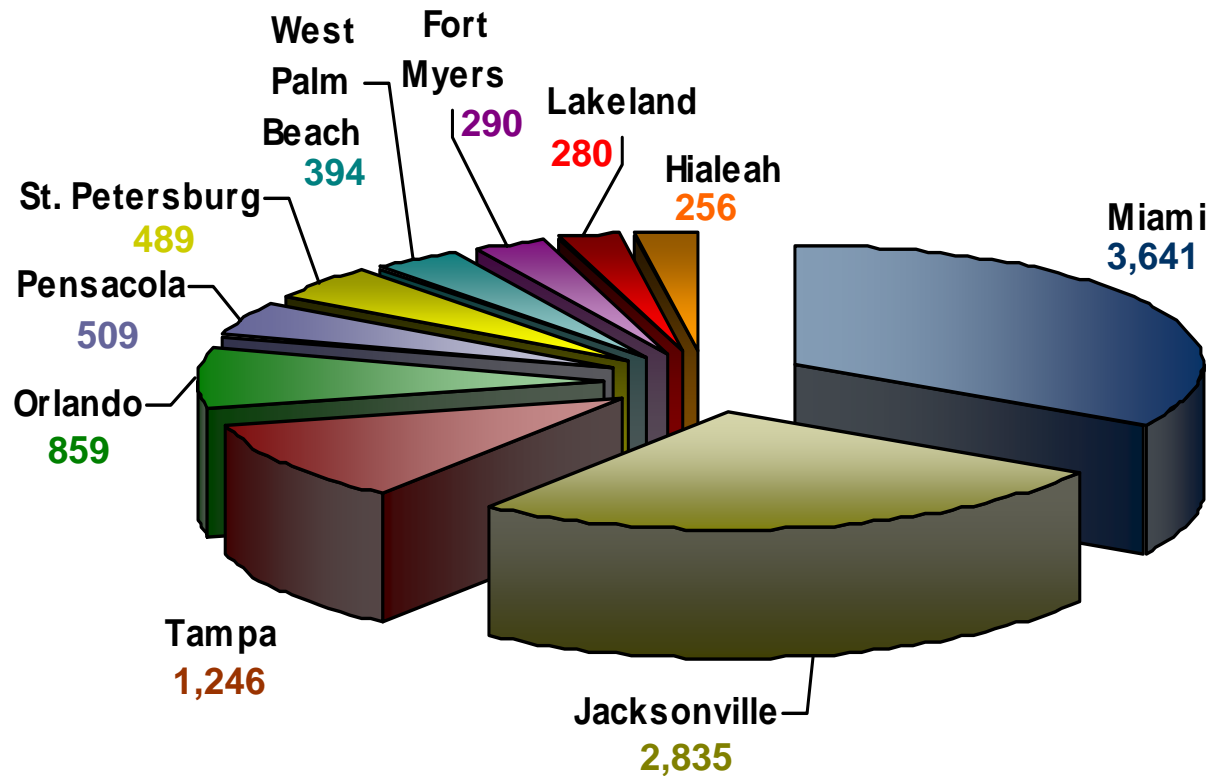 West
Palm
Beach
394
Fort
Myers
290
Lakeland
280
Hialeah
256
Miami
3,641
St. Petersburg
489
Pensacola
509
Orlando
859
Tampa
1,246
Jacksonville
2,835